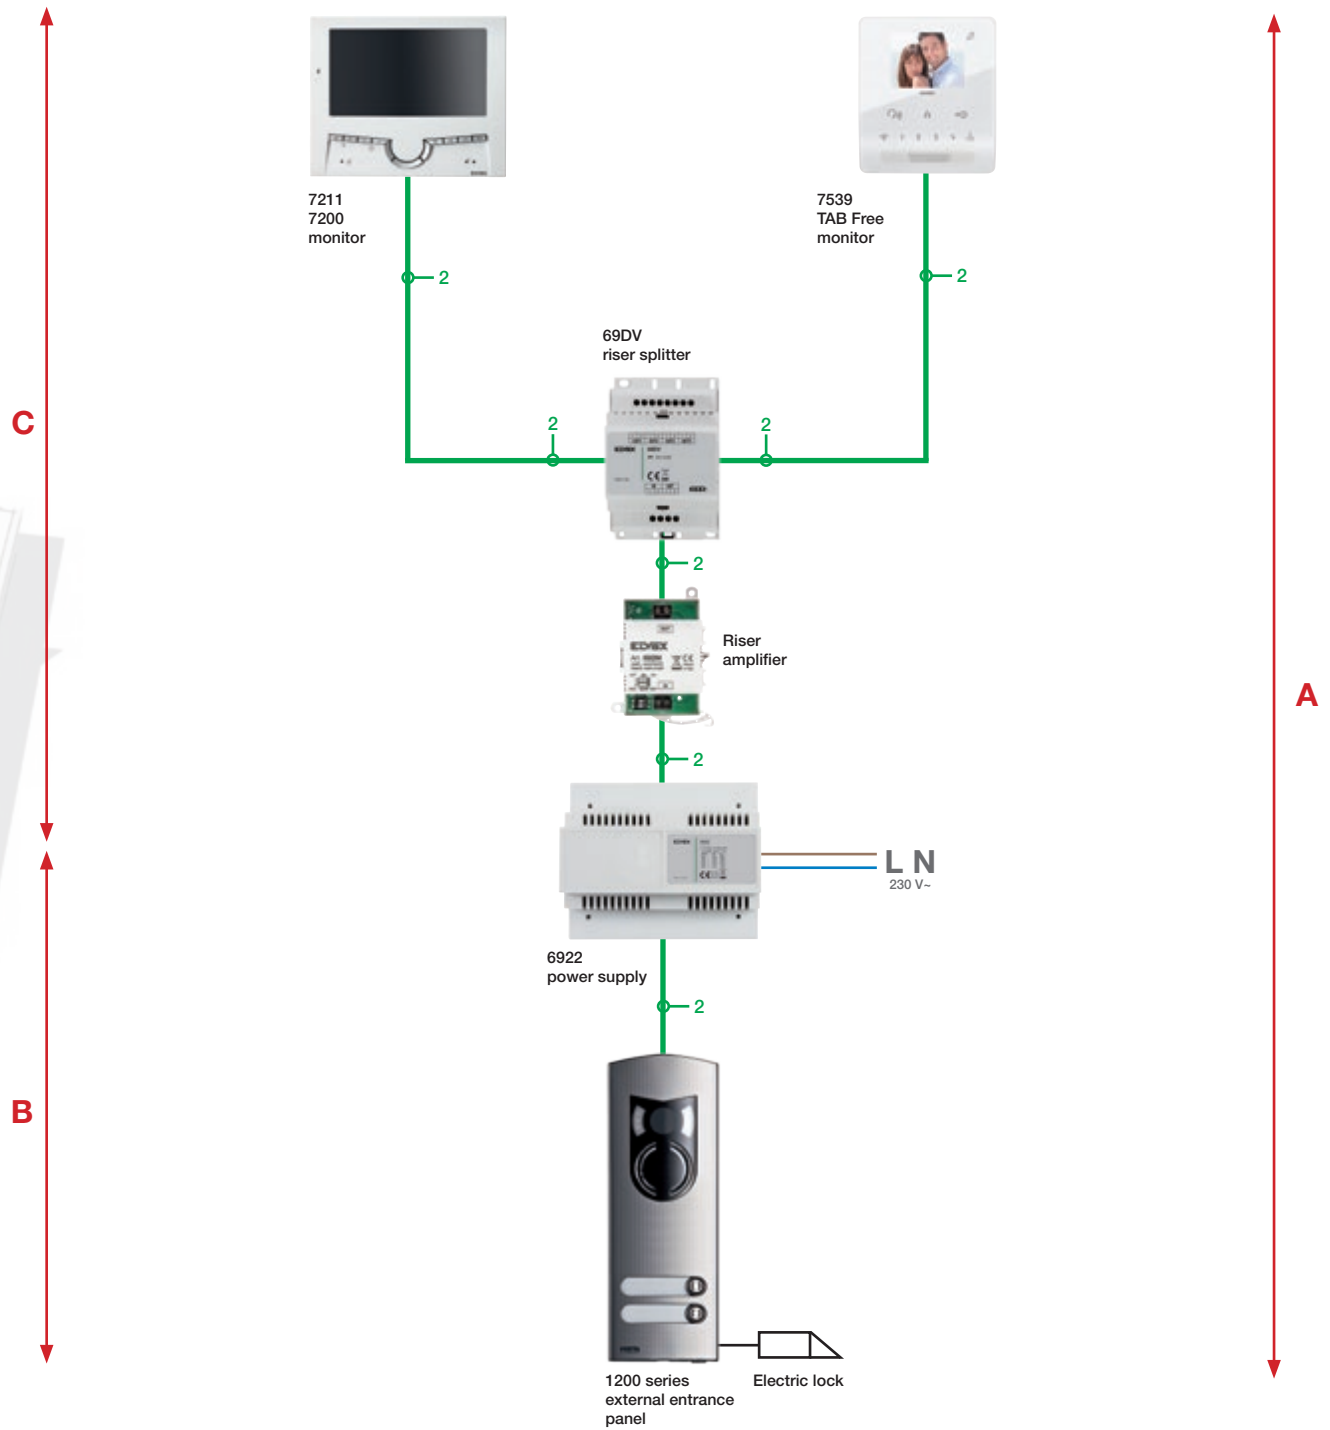 7211
7200
monitor
7539
TAB Free
monitor
2
2
69DV
riser splitter
C
2
2
2
ELVOX
Riser
amplifier
A
2
L N
230 V~
6922
power supply
2
B
1200 series
external entrance
panel
Electric lock